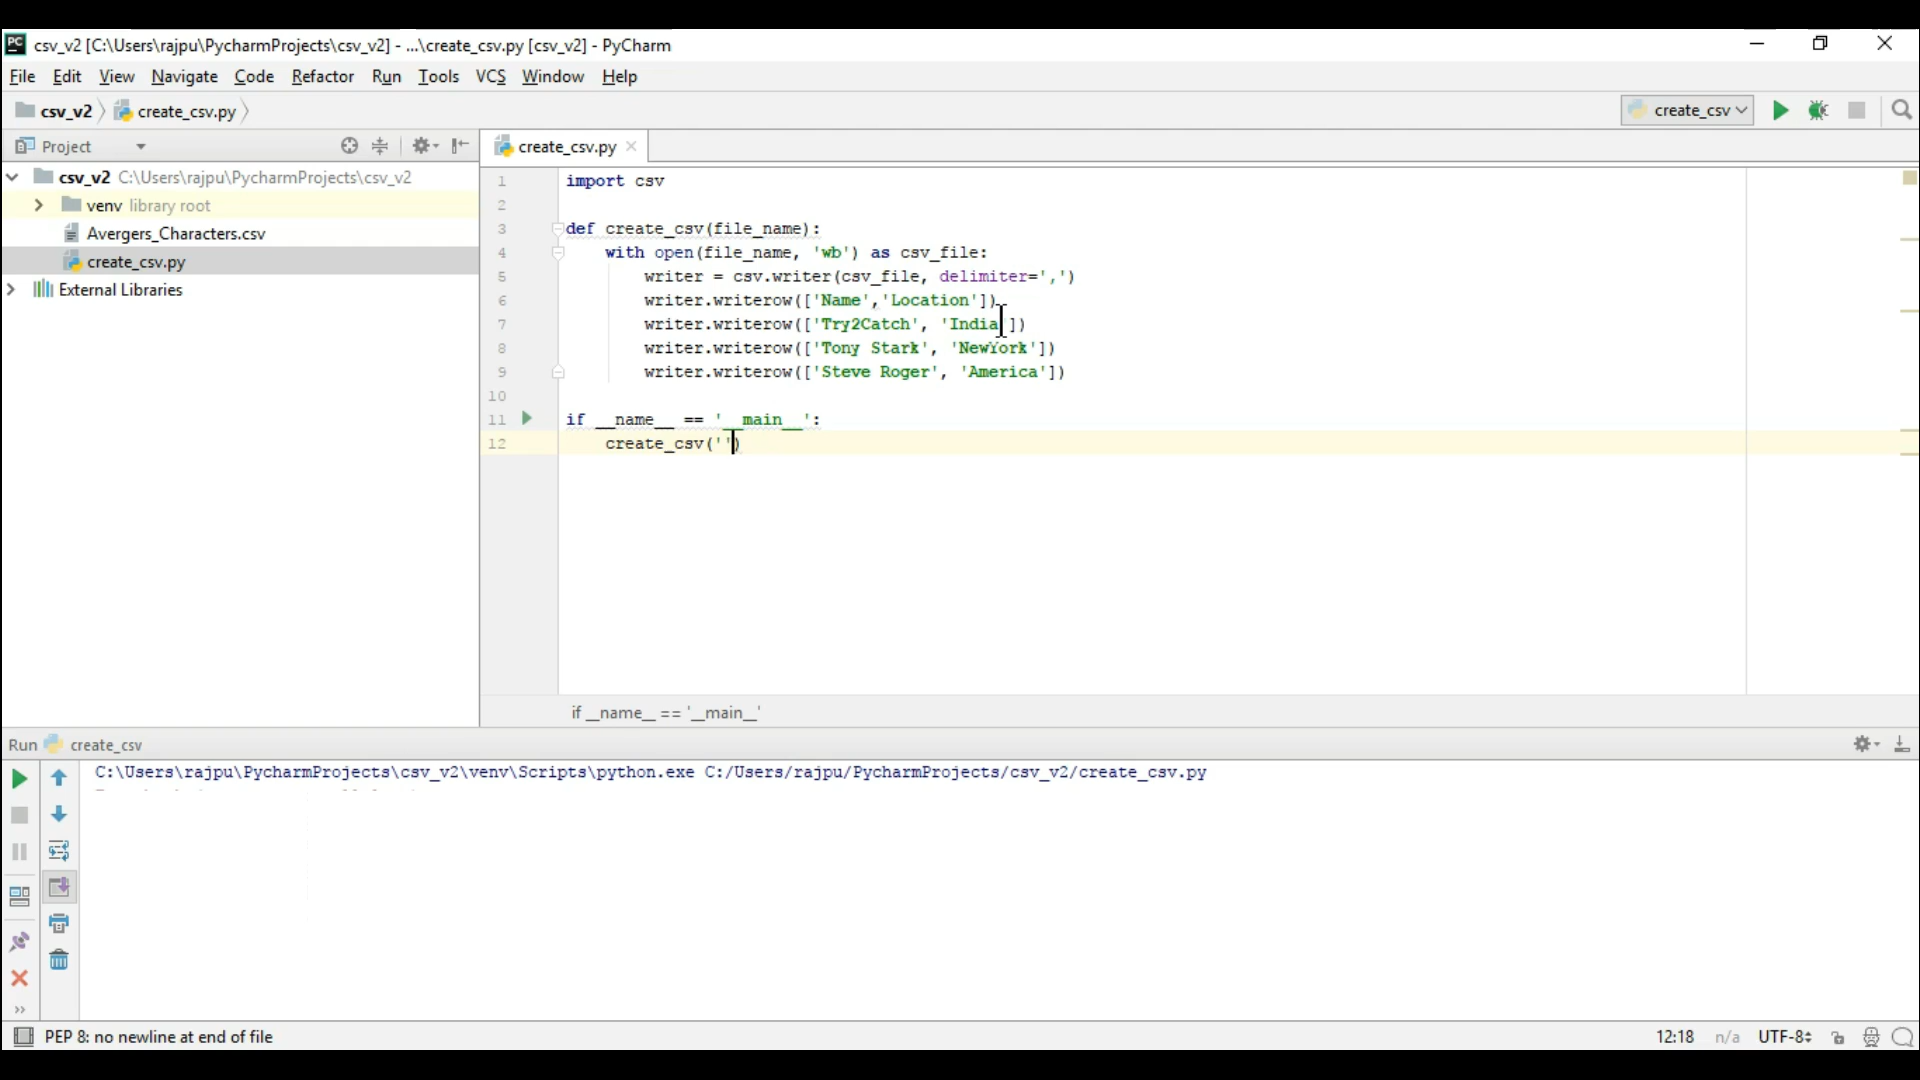 csv_v2 [C:\Users\rajpu\PycharmProjects\csv_v2] - ...\create_csv.py [csv_v2] - PyCharm
File Edit View Navigate Code Refactor Run Tools VCS Window Help
csv_v2 create_csv.py create_csv
Project
create_csv.py
csv_v2 C:\Users\rajpu\PycharmProjects\csv_v2
venv library root
Avergers_Characters.csv
create_csv.py
External Libraries
1 import csv
2
3 def create_csv(file_name):
4 with open(file_name, 'wb') as csv_file:
5 writer = csv.writer(csv_file, delimiter=',')
6 writer.writerow(['Name','Location'])
7 writer.writerow(['Try2Catch', 'India'])
8 writer.writerow(['Tony Stark', 'NewYork'])
9 writer.writerow(['Steve Roger', 'America'])
10
11 if __name__ == '__main__':
12 create_csv('')
if __name__ == '__main__'
Run create_csv
C:\Users\rajpu\PycharmProjects\csv_v2\venv\Scripts\python.exe C:/Users/rajpu/PycharmProjects/csv_v2/create_csv.py
PEP 8: no newline at end of file
12:18 n/a UTF-8